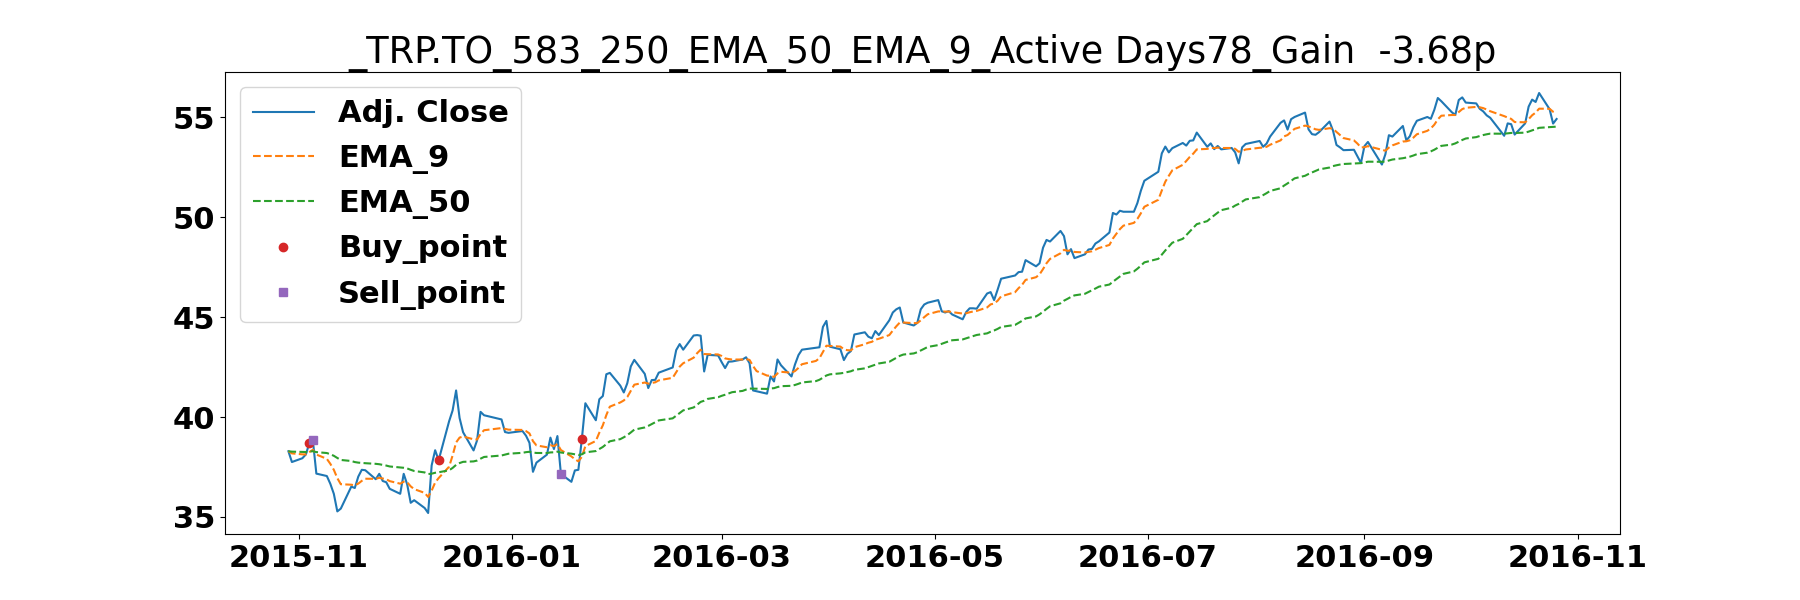 _TRP.TO_583_250_EMA_50_EMA_9_Active Days78_Gain  -3.68p
Adj. Close
EMA_9
EMA_50
Buy_point
Sell_point
55
50
45
40
35
2015-11
2016-01
2016-03
2016-05
2016-07
2016-09
2016-11